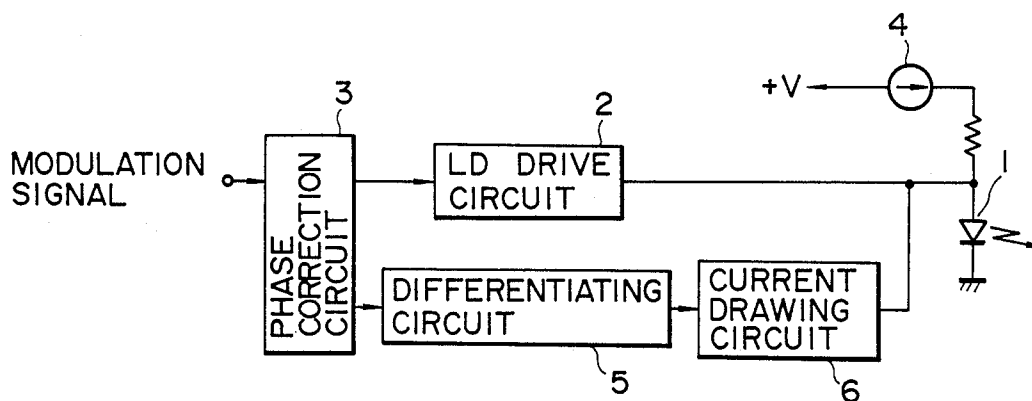 4
+V
3
2
1
MODULATION
SIGNAL
PHASE
CORRECTION
CIRCUIT
LD DRIVE
CIRCUIT
DIFFERENTIATING
CIRCUIT
CURRENT
DRAWING
CIRCUIT
5
6